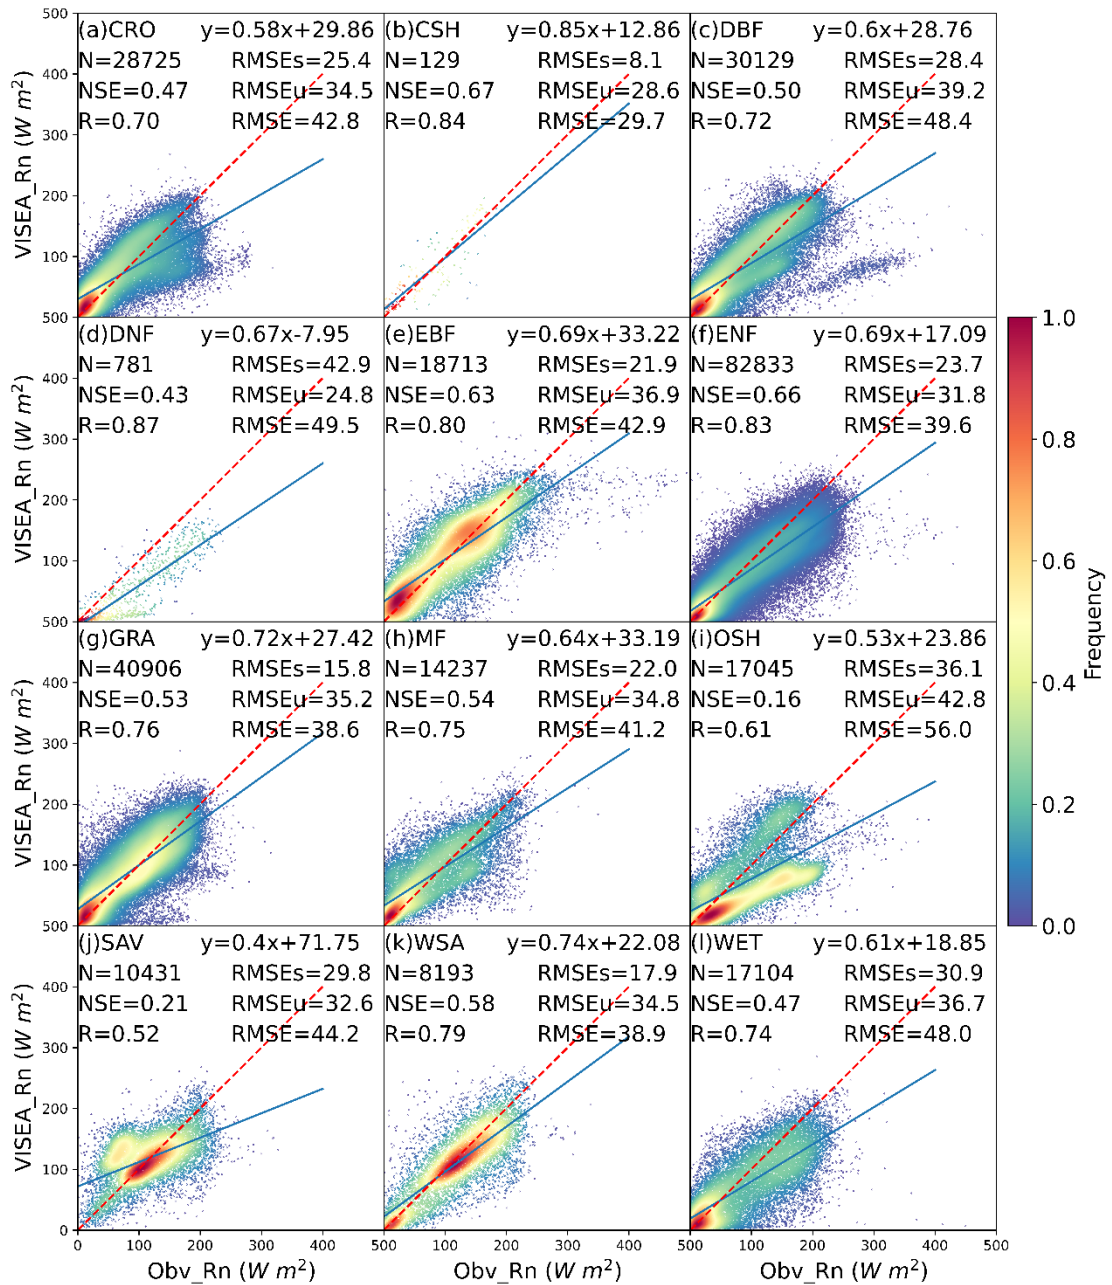 500
(a)CRO y=0.58x+29.86
N=28725 RMSEs=25.4
NSE=0.47 RMSEu=34.5
R=0.70 RMSE=42.8
(b)CSH y=0.85x+12.86
N=129 RMSEs=8.1
NSE=0.67 RMSEu=28.6
R=0.84 RMSE=29.7
(c)DBF y=0.6x+28.76
N=30129 RMSEs=28.4
NSE=0.50 RMSEu=39.2
R=0.72 RMSE=48.4
400
300
200
100
VISEA_Rn (W m²)
500
(d)DNF y=0.67x-7.95
N=781 RMSEs=42.9
NSE=0.43 RMSEu=24.8
R=0.87 RMSE=49.5
(e)EBF y=0.69x+33.22
N=18713 RMSEs=21.9
NSE=0.63 RMSEu=36.9
R=0.80 RMSE=42.9
(f)ENF y=0.69x+17.09
N=82833 RMSEs=23.7
NSE=0.66 RMSEu=31.8
R=0.83 RMSE=39.6
400
300
200
100
VISEA_Rn (W m²)
500
(g)GRA y=0.72x+27.42
N=40906 RMSEs=15.8
NSE=0.53 RMSEu=35.2
R=0.76 RMSE=38.6
(h)MF y=0.64x+33.19
N=14237 RMSEs=22.0
NSE=0.54 RMSEu=34.8
R=0.75 RMSE=41.2
(i)OSH y=0.53x+23.86
N=17045 RMSEs=36.1
NSE=0.16 RMSEu=42.8
R=0.61 RMSE=56.0
400
300
200
100
VISEA_Rn (W m²)
500
(j)SAV y=0.4x+71.75
N=10431 RMSEs=29.8
NSE=0.21 RMSEu=32.6
R=0.52 RMSE=44.2
(k)WSA y=0.74x+22.08
N=8193 RMSEs=17.9
NSE=0.58 RMSEu=34.5
R=0.79 RMSE=38.9
(l)WET y=0.61x+18.85
N=17104 RMSEs=30.9
NSE=0.47 RMSEu=36.7
R=0.74 RMSE=48.0
400
300
200
100
0
VISEA_Rn (W m²)
0 100 200 300 400 500 100 200 300 400 500 100 200 300 400 500
Obv_Rn (W m²) Obv_Rn (W m²) Obv_Rn (W m²)
1.0
0.8
0.6
0.4
0.2
0.0
Frequency